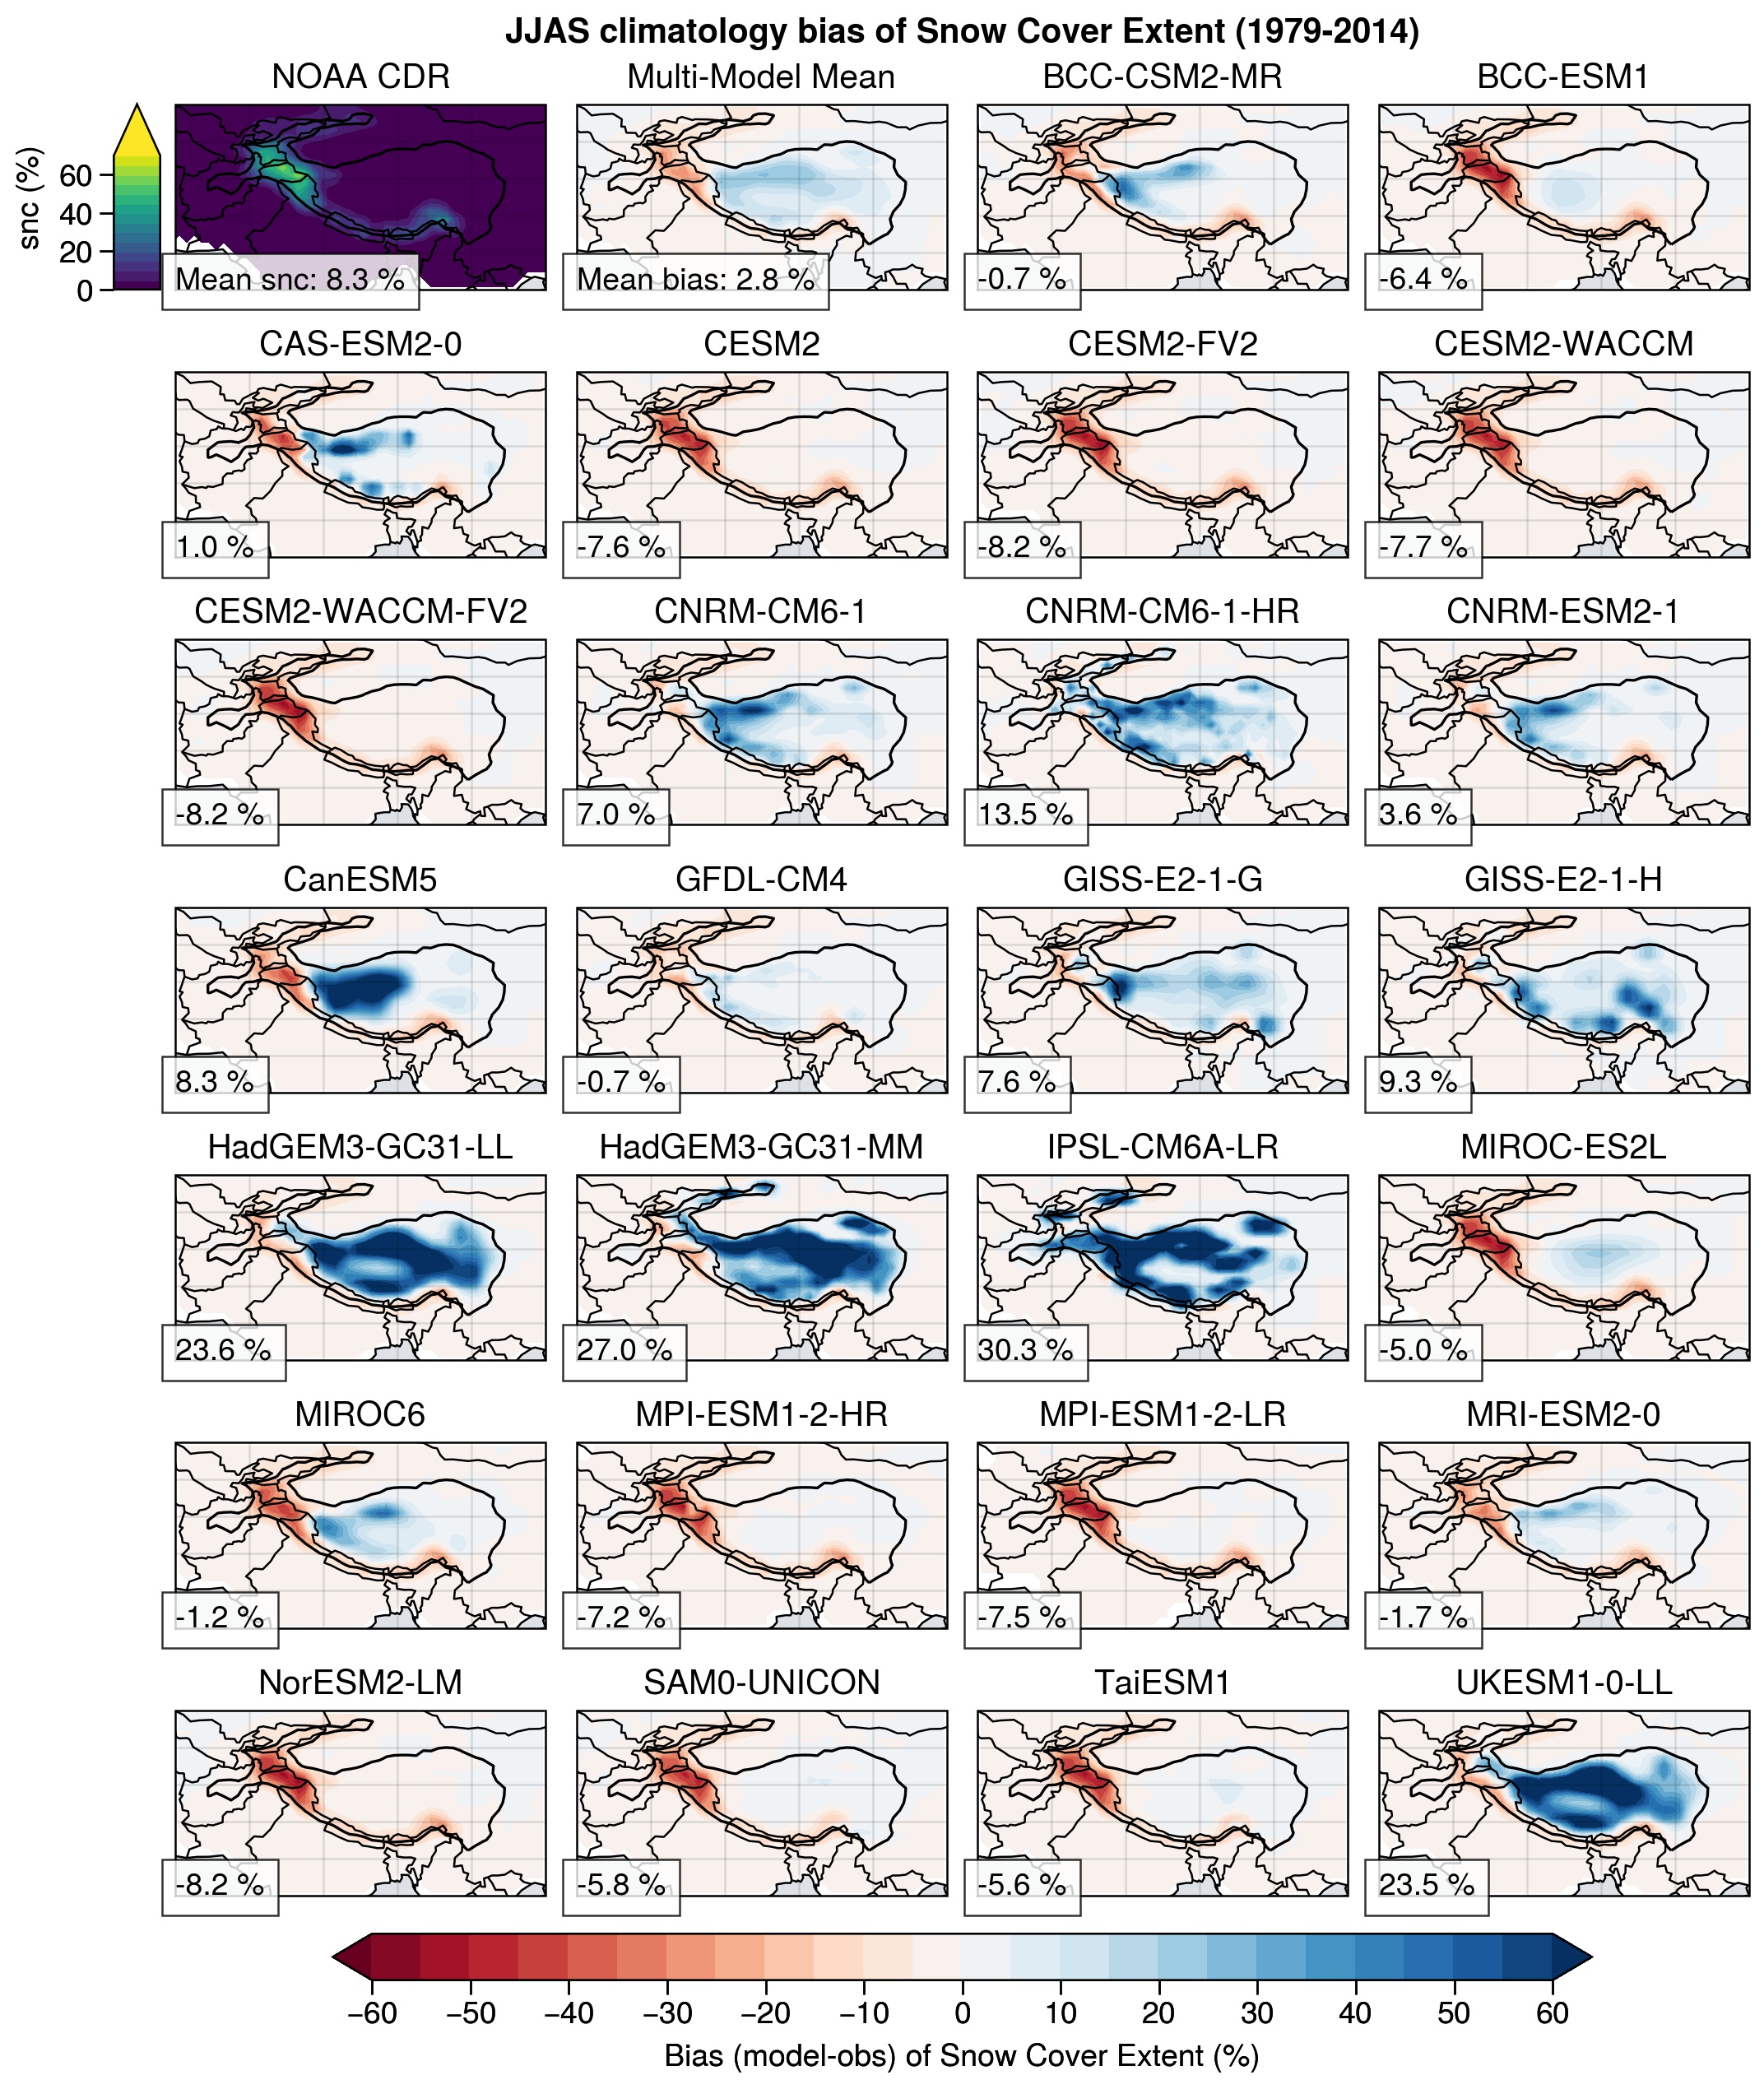 JJAS climatology bias of Snow Cover Extent (1979-2014)
NOAA CDR
Multi-Model Mean
BCC-CSM2-MR
BCC-ESM1
snc (%)
60
40
20
0
Mean snc: 8.3 %
Mean bias: 2.8 %
-0.7 %
-6.4 %
CAS-ESM2-0
CESM2
CESM2-FV2
CESM2-WACCM
1.0 %
-7.6 %
-8.2 %
-7.7 %
CESM2-WACCM-FV2
CNRM-CM6-1
CNRM-CM6-1-HR
CNRM-ESM2-1
-8.2 %
7.0 %
13.5 %
3.6 %
CanESM5
GFDL-CM4
GISS-E2-1-G
GISS-E2-1-H
8.3 %
-0.7 %
7.6 %
9.3 %
HadGEM3-GC31-LL
HadGEM3-GC31-MM
IPSL-CM6A-LR
MIROC-ES2L
23.6 %
27.0 %
30.3 %
-5.0 %
MIROC6
MPI-ESM1-2-HR
MPI-ESM1-2-LR
MRI-ESM2-0
-1.2 %
-7.2 %
-7.5 %
-1.7 %
NorESM2-LM
SAM0-UNICON
TaiESM1
UKESM1-0-LL
-8.2 %
-5.8 %
-5.6 %
23.5 %
−60 −50 −40 −30 −20 −10 0 10 20 30 40 50 60
Bias (model-obs) of Snow Cover Extent (%)